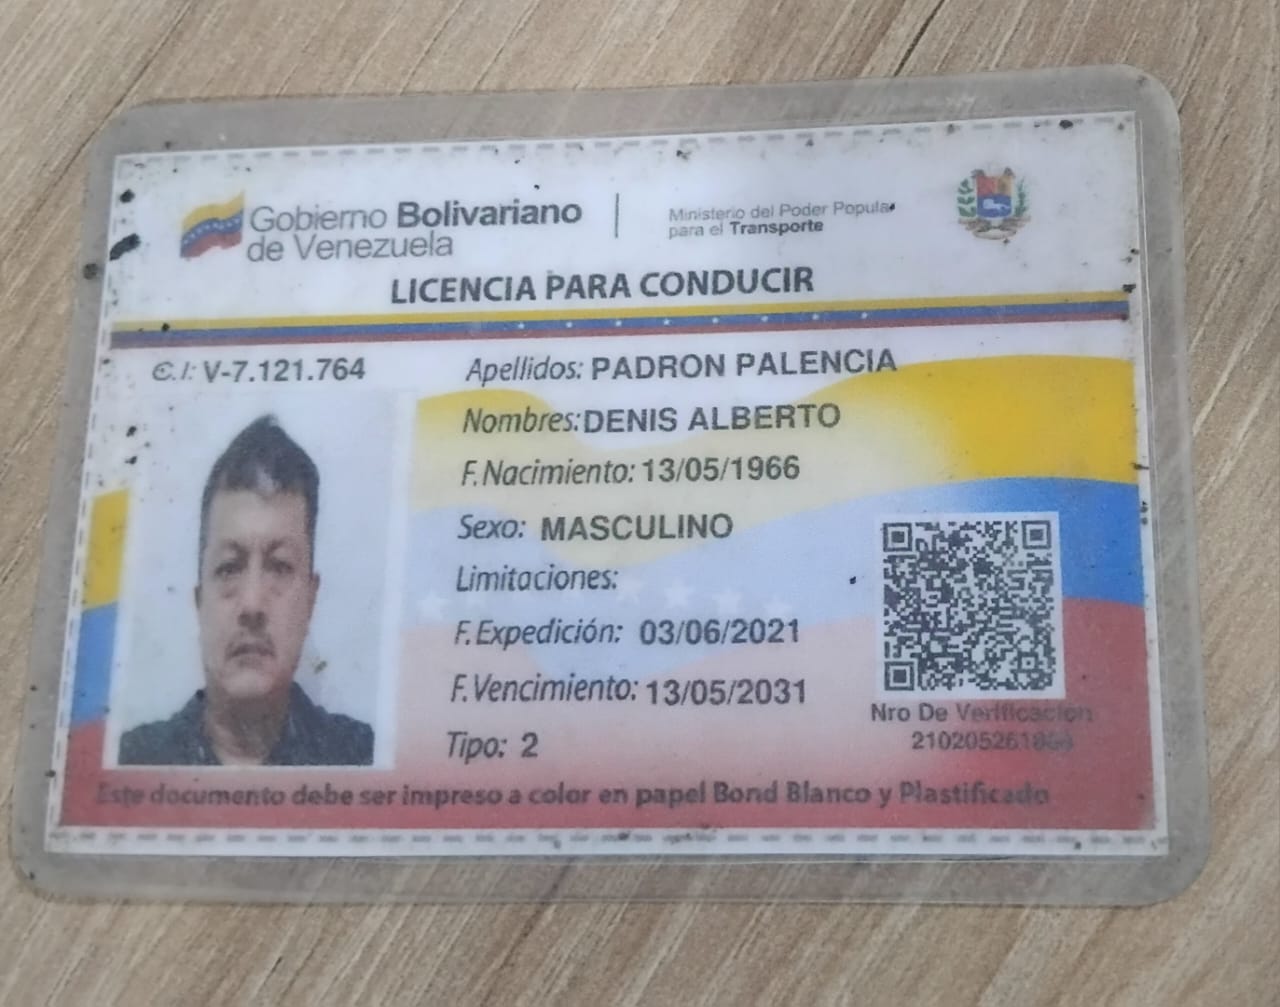 Gobierno Bolivariano
de Venezuela
Ministerio del Poder Popular
para el Transporte
LICENCIA PARA CONDUCIR
C.I: V-7.121.764
Apellidos: PADRON PALENCIA
Nombres: DENIS ALBERTO
F. Nacimiento: 13/05/1966
Sexo: MASCULINO
Limitaciones:
F. Expedición: 03/06/2021
F. Vencimiento: 13/05/2031
Tipo: 2
Nro De Verificacion
Este documento debe ser impreso a color en papel Bond Blanco y Plastificado